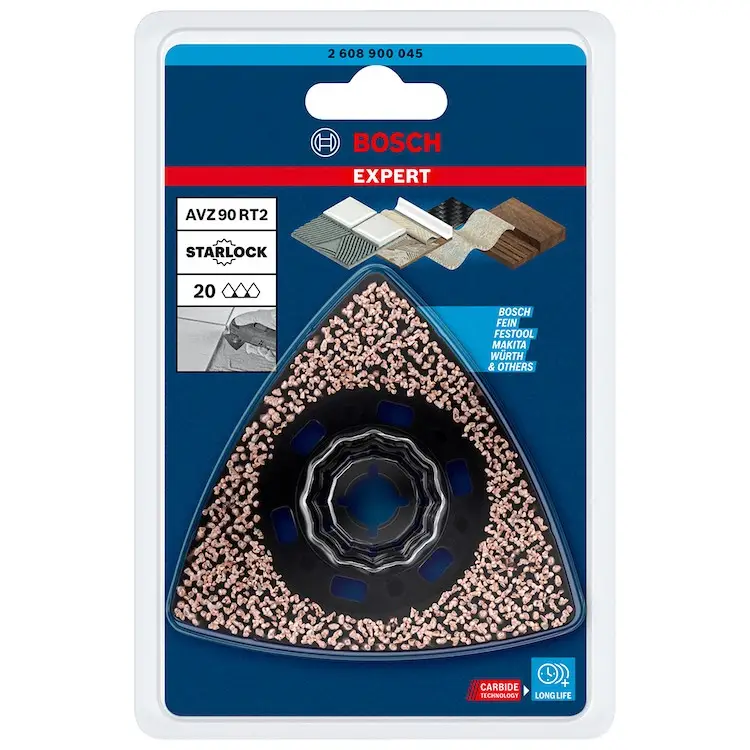 2 608 900 045
BOSCH
EXPERT
AVZ 90 RT2
STARLOCK
20
BOSCH
FEIN
FESTOOL
MAKITA
WÜRTH
& OTHERS
CARBIDE
TECHNOLOGY
LONG LIFE